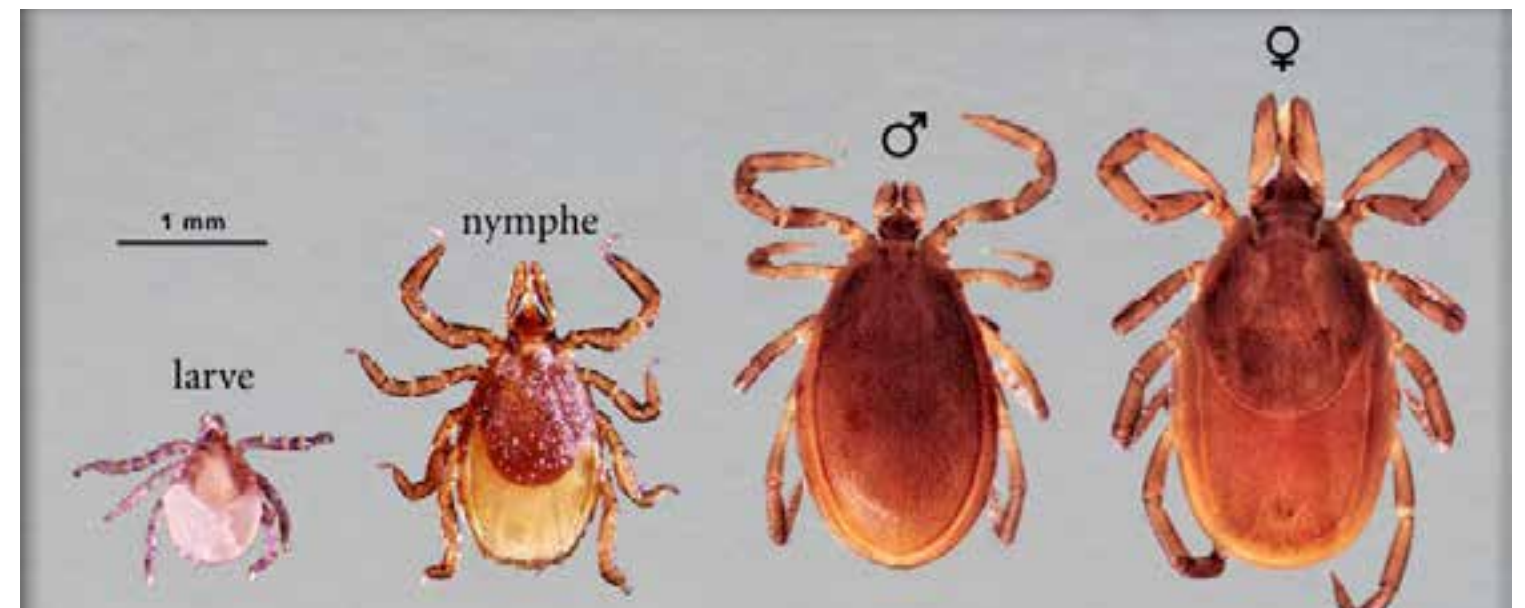 ♂
♀
1 mm
nymphe
larve